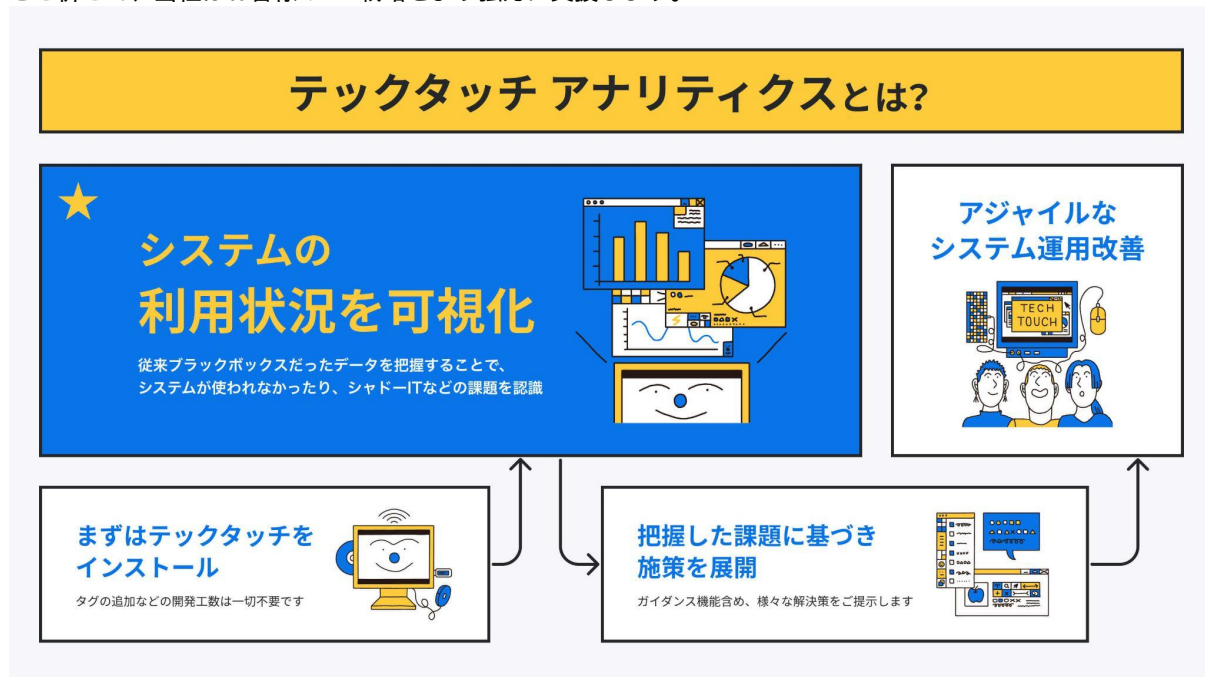 テックタッチ アナリティクスとは?
システムの
利用状況を可視化
従来ブラックボックスだったデータを把握することで、
システムが使われなかったり、シャドーITなどの課題を認識
アジャイルな
システム運用改善
TECH
TOUCH
まずはテックタッチを
インストール
タグの追加などの開発工数は一切不要です
把握した課題に基づき
施策を展開
ガイダンス機能含め、様々な解決策をご提示します